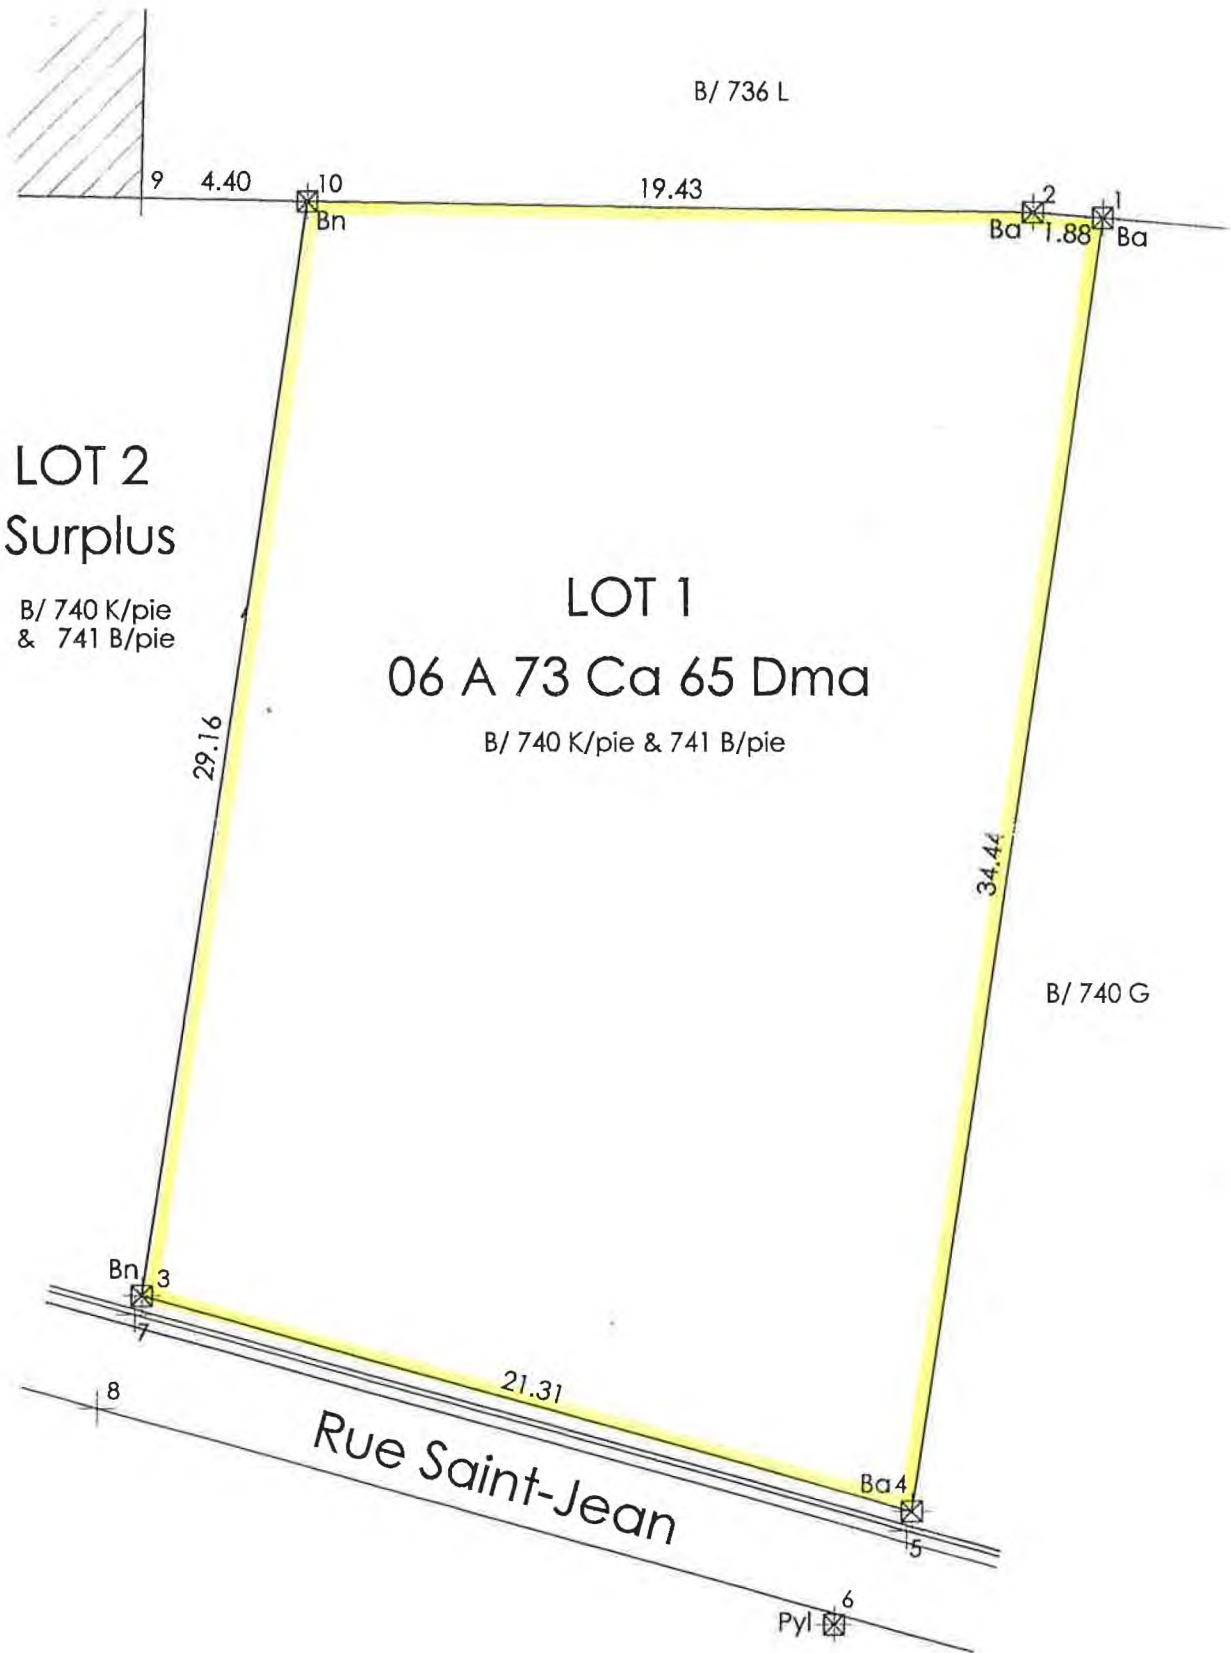 B/ 736 L
9 4.40 10 19.43 2 1
Bn Ba 1.88 Ba
LOT 2
Surplus
B/ 740 K/pie
& 741 B/pie
LOT 1
06 A 73 Ca 65 Dma
B/ 740 K/pie & 741 B/pie
29.16
34.44
B/ 740 G
Bn 3
7
21.31
8
Rue Saint-Jean
Ba 4
5
6
Pyl